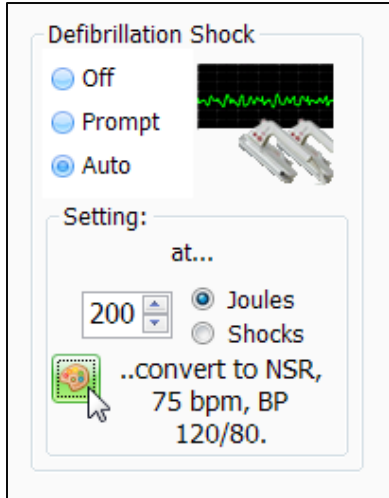 Defibrillation Shock
Off
Prompt
Auto
Setting:
at...
200
Joules
Shocks
..convert to NSR,
75 bpm, BP
120/80.